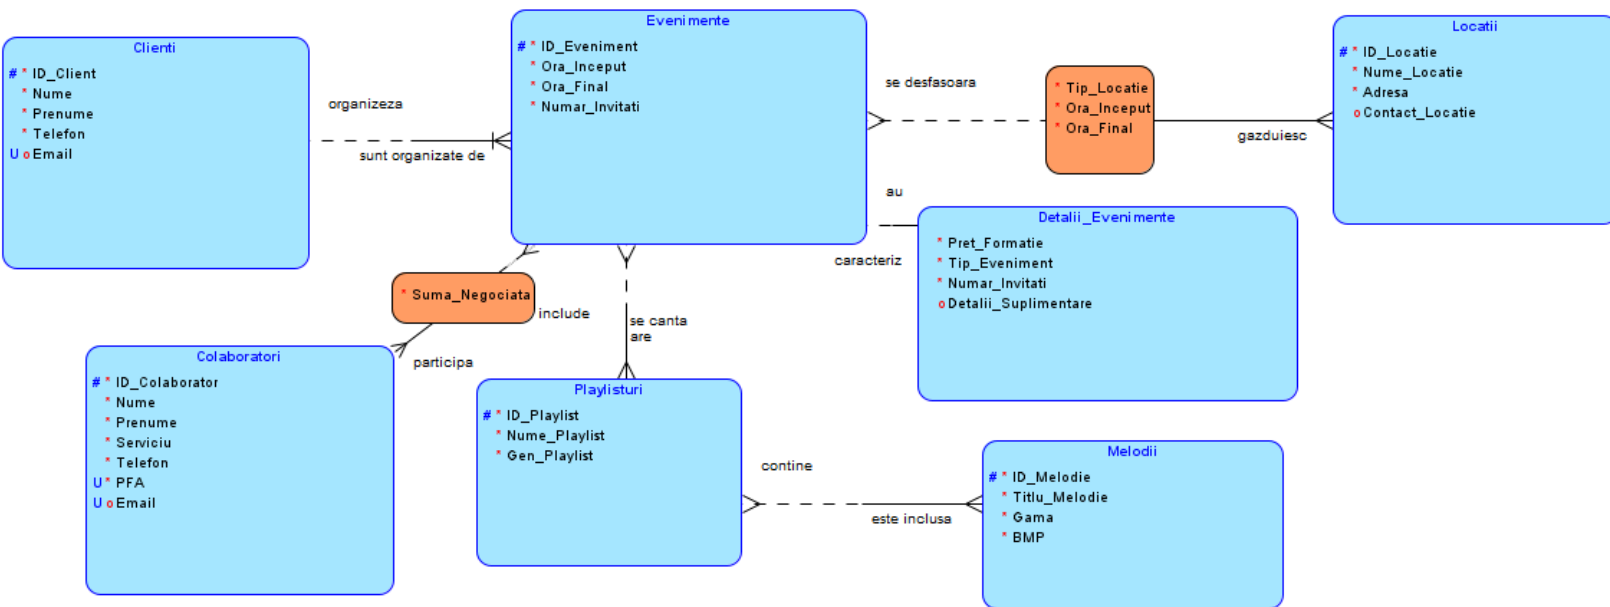 Clienti
# * ID_Client
* Nume
* Prenume
* Telefon
U o Email
organizeza
sunt organizate de
Evenimente
# * ID_Eveniment
* Ora_Inceput
* Ora_Final
* Numar_Invitati
se desfasoara
* Tip_Locatie
* Ora_Inceput
* Ora_Final
gazduiesc
Locatii
# * ID_Locatie
* Nume_Locatie
* Adresa
o Contact_Locatie
au
caracteriz
Detalii_Evenimente
* Pret_Formatie
* Tip_Eveniment
* Numar_Invitati
o Detalii_Suplimentare
* Suma_Negociata
include
participa
se canta
are
Colaboratori
# * ID_Colaborator
* Nume
* Prenume
* Serviciu
* Telefon
U * PFA
U o Email
Playlisturi
# * ID_Playlist
* Nume_Playlist
* Gen_Playlist
contine
este inclusa
Melodii
# * ID_Melodie
* Titlu_Melodie
* Gama
* BMP